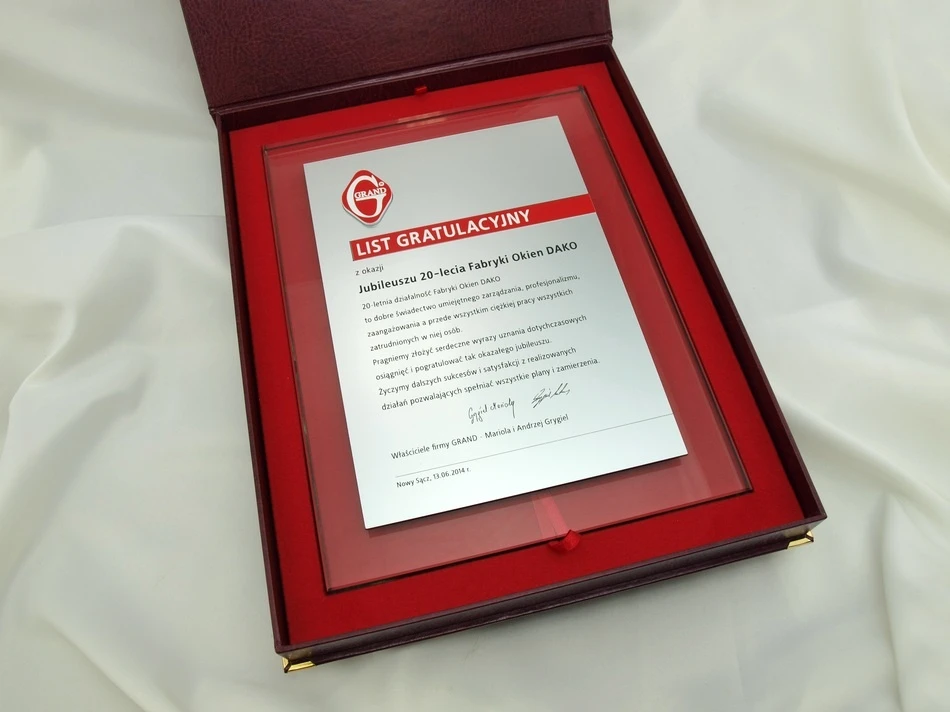 GRAND
LIST GRATULACYJNY
z okazji
Jubileuszu 20-lecia Fabryki Okien DAKO
20-letnia działalność Fabryki Okien DAKO
to dobre świadectwo umiejętnego zarządzania, profesjonalizmu,
zaangażowania a przede wszystkim ciężkiej pracy wszystkich
zatrudnionych w niej osób.
Pragniemy złożyć serdeczne wyrazy uznania dotychczasowych
osiągnięć i pogratulować tak okazałego jubileuszu.
Życzymy dalszych sukcesów i satysfakcji z realizowanych
działań pozwalających spełniać wszystkie plany i zamierzenia.
Właściciele firmy GRAND - Mariola i Andrzej Grygiel
Nowy Sącz, 13.06.2014 r.